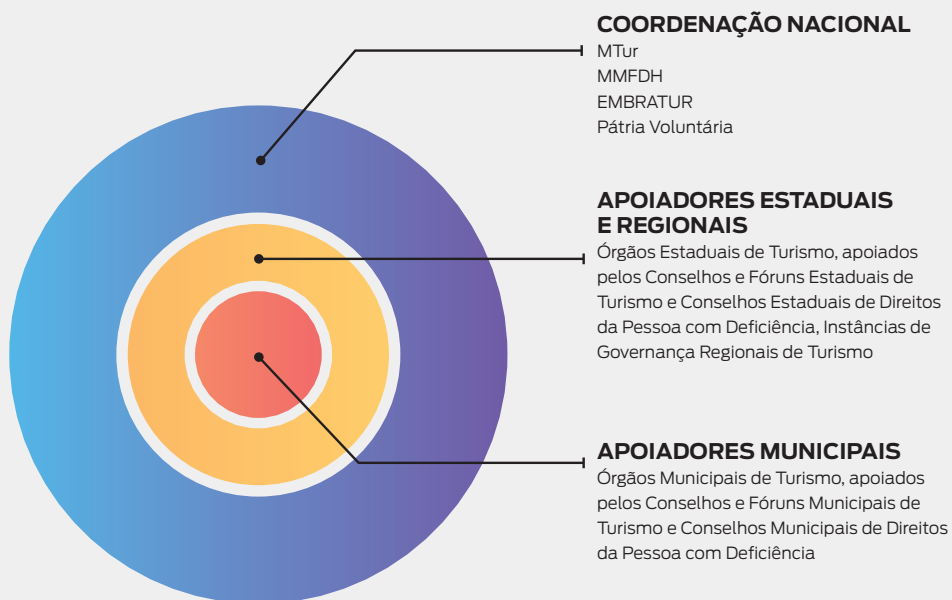 COORDENAÇÃO NACIONAL
MTur
MMFDH
EMBRATUR
Pátria Voluntária
APOIADORES ESTADUAIS
E REGIONAIS
Órgãos Estaduais de Turismo, apoiados
pelos Conselhos e Fóruns Estaduais de
Turismo e Conselhos Estaduais de Direitos
da Pessoa com Deficiência, Instâncias de
Governança Regionais de Turismo
APOIADORES MUNICIPAIS
Órgãos Municipais de Turismo, apoiados
pelos Conselhos e Fóruns Municipais de
Turismo e Conselhos Municipais de Direitos
da Pessoa com Deficiência